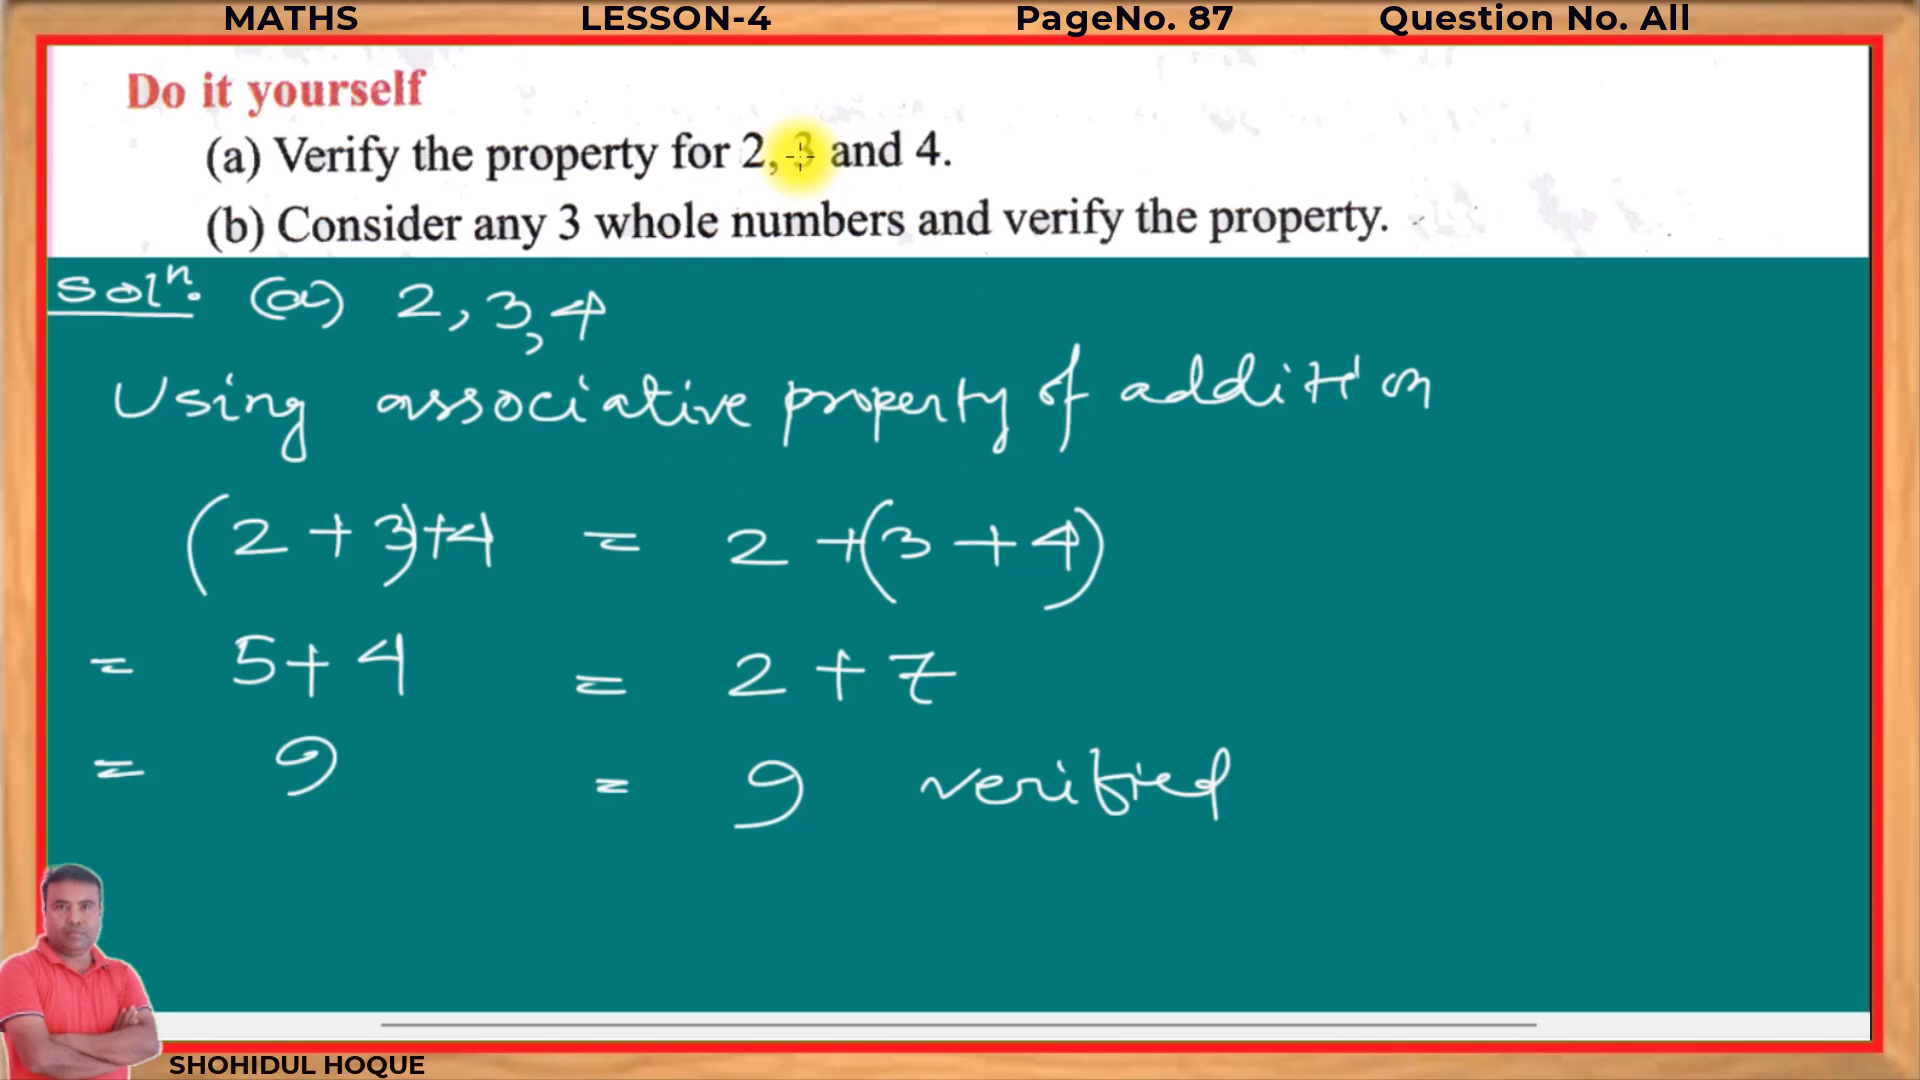 MATHS LESSON-4 PageNo. 87 Question No. All
Do it yourself
(a) Verify the property for 2, 3 and 4.
(b) Consider any 3 whole numbers and verify the property.
Solⁿ. (a) 2, 3, 4
Using associative property of addition
(2 + 3)+4 = 2 +(3 + 4)
= 5+ 4 = 2 + 7
= 9 = 9 verified
SHOHIDUL HOQUE